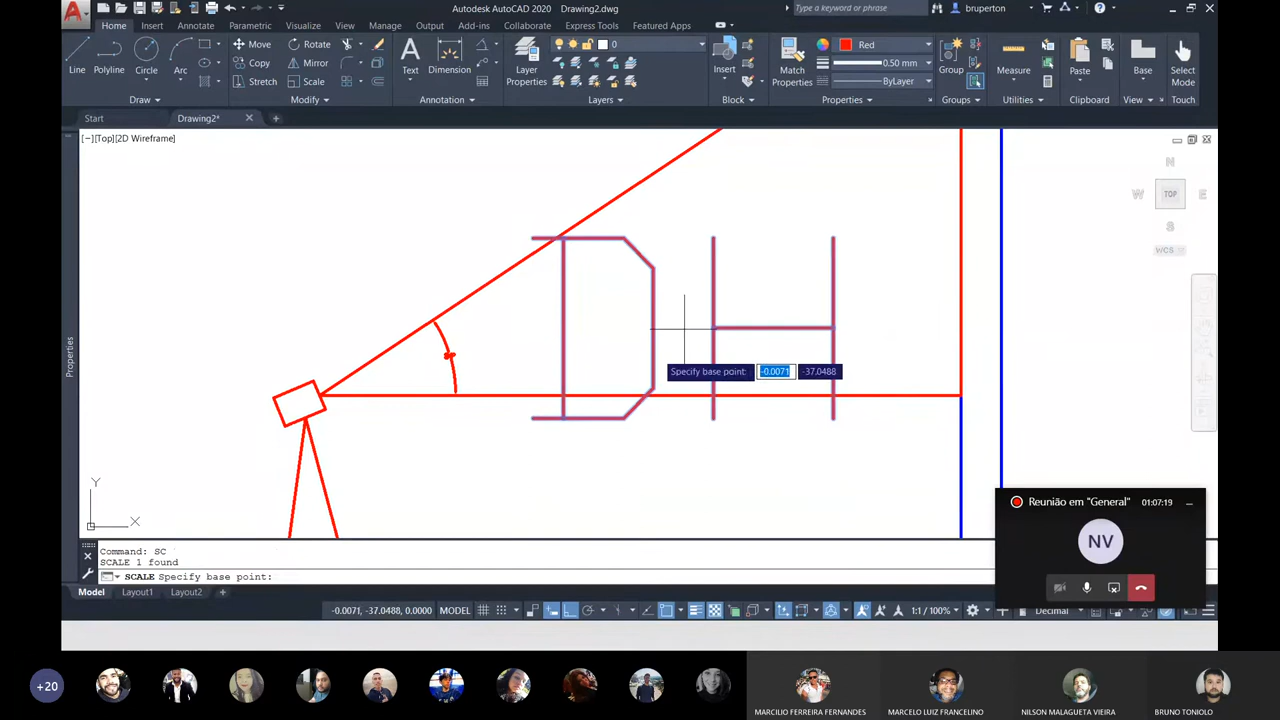 Autodesk AutoCAD 2020 Drawing2.dwg
Type a keyword or phrase
bruperton
Home Insert Annotate Parametric Visualize View Manage Output Add-ins Collaborate Express Tools Featured Apps
Line Polyline Circle Arc
Move Rotate
Copy Mirror
Stretch Scale
Text Dimension
Layer Properties
0
Insert
Match Properties
Red
0.50 mm
ByLayer
Group
Measure
Paste
Base
Select Mode
Draw Modify Annotation Layers Block Properties Groups Utilities Clipboard View Touch
Start Drawing2*
[−][Top][2D Wireframe]
N
W TOP E
S
WCS
Properties
DH
Specify base point: -0.0071 -37.0488
Y
X
Command: SC
SCALE 1 found
SCALE Specify base point:
Model Layout1 Layout2
-0.0071, -37.0488, 0.0000 MODEL
1:1 / 100%
Decimal
Reunião em "General" 01:07:19
NV
+20
MARCILIO FERREIRA FERNANDES
MARCELO LUIZ FRANCELINO
NILSON MALAGUETA VIEIRA
BRUNO TONIOLO